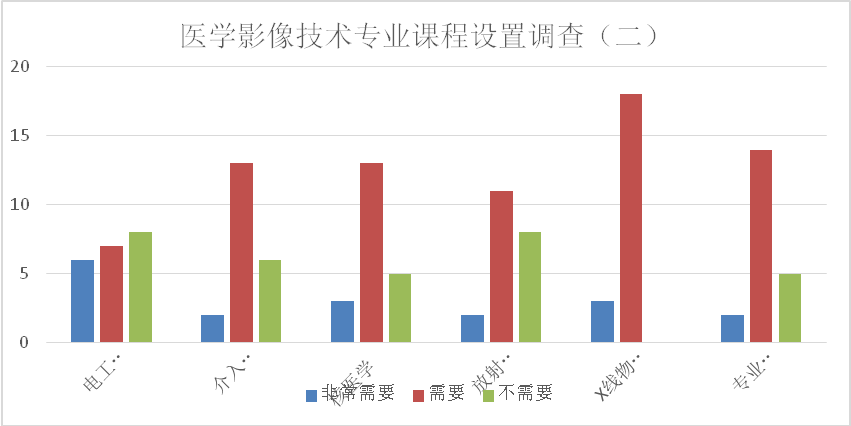 医学影像技术专业课程设置调查（二）
20
15
10
5
0
电工…
介入…
核医学
放射…
X线物…
专业…
非常需要
需要
不需要